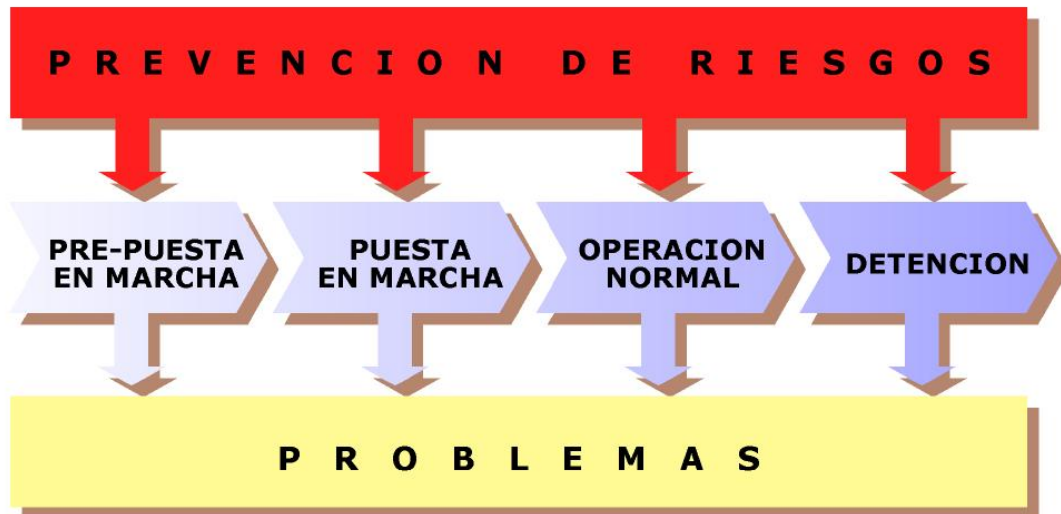 PREVENCION DE RIESGOS
PRE-PUESTA
EN MARCHA
PUESTA
EN MARCHA
OPERACION
NORMAL
DETENCION
PROBLEMAS